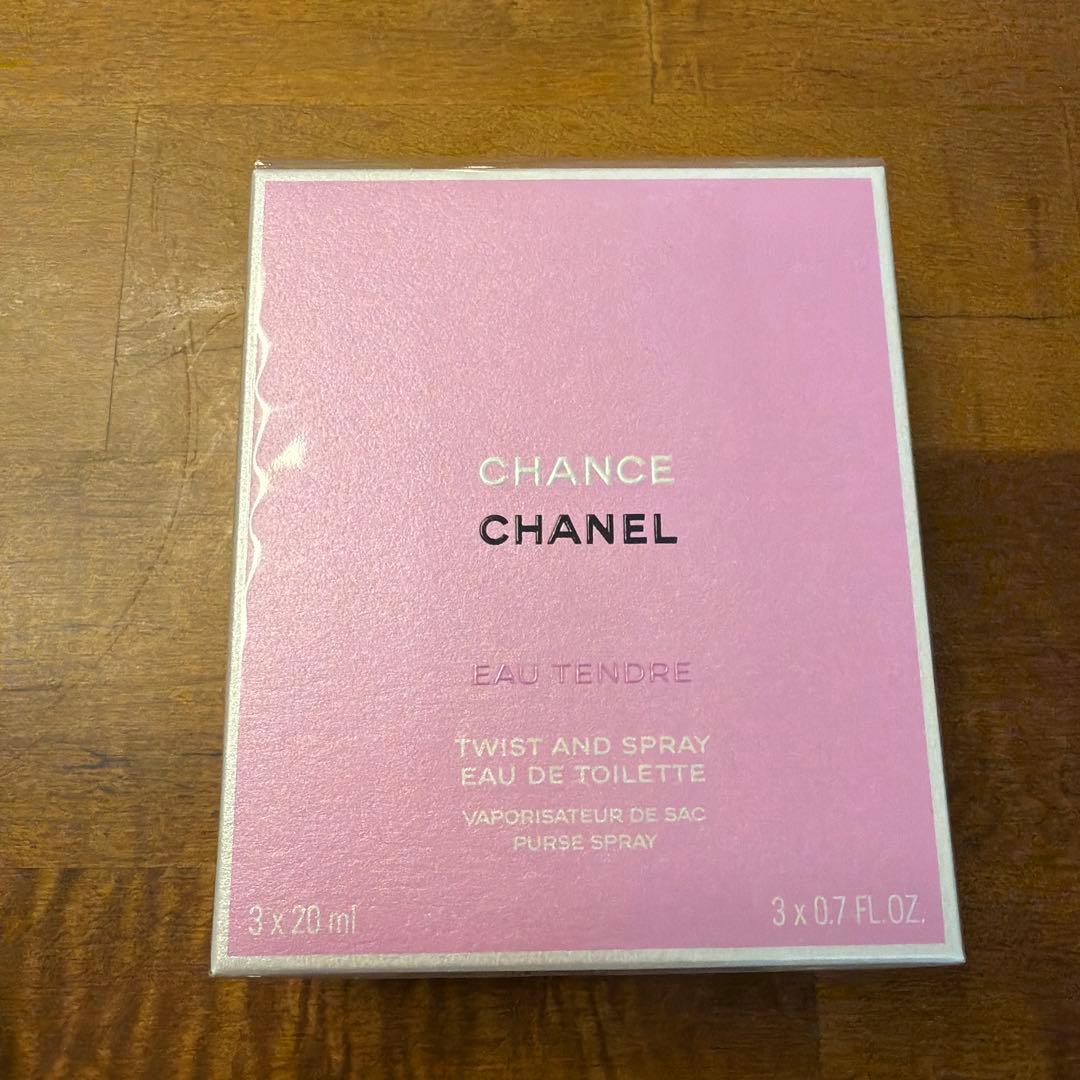 CHANCE
CHANEL
EAU TENDRE
TWIST AND SPRAY
EAU DE TOILETTE
VAPORISATEUR DE SAC
PURSE SPRAY
3 x 20 ml
3 x 0.7 FL.OZ.